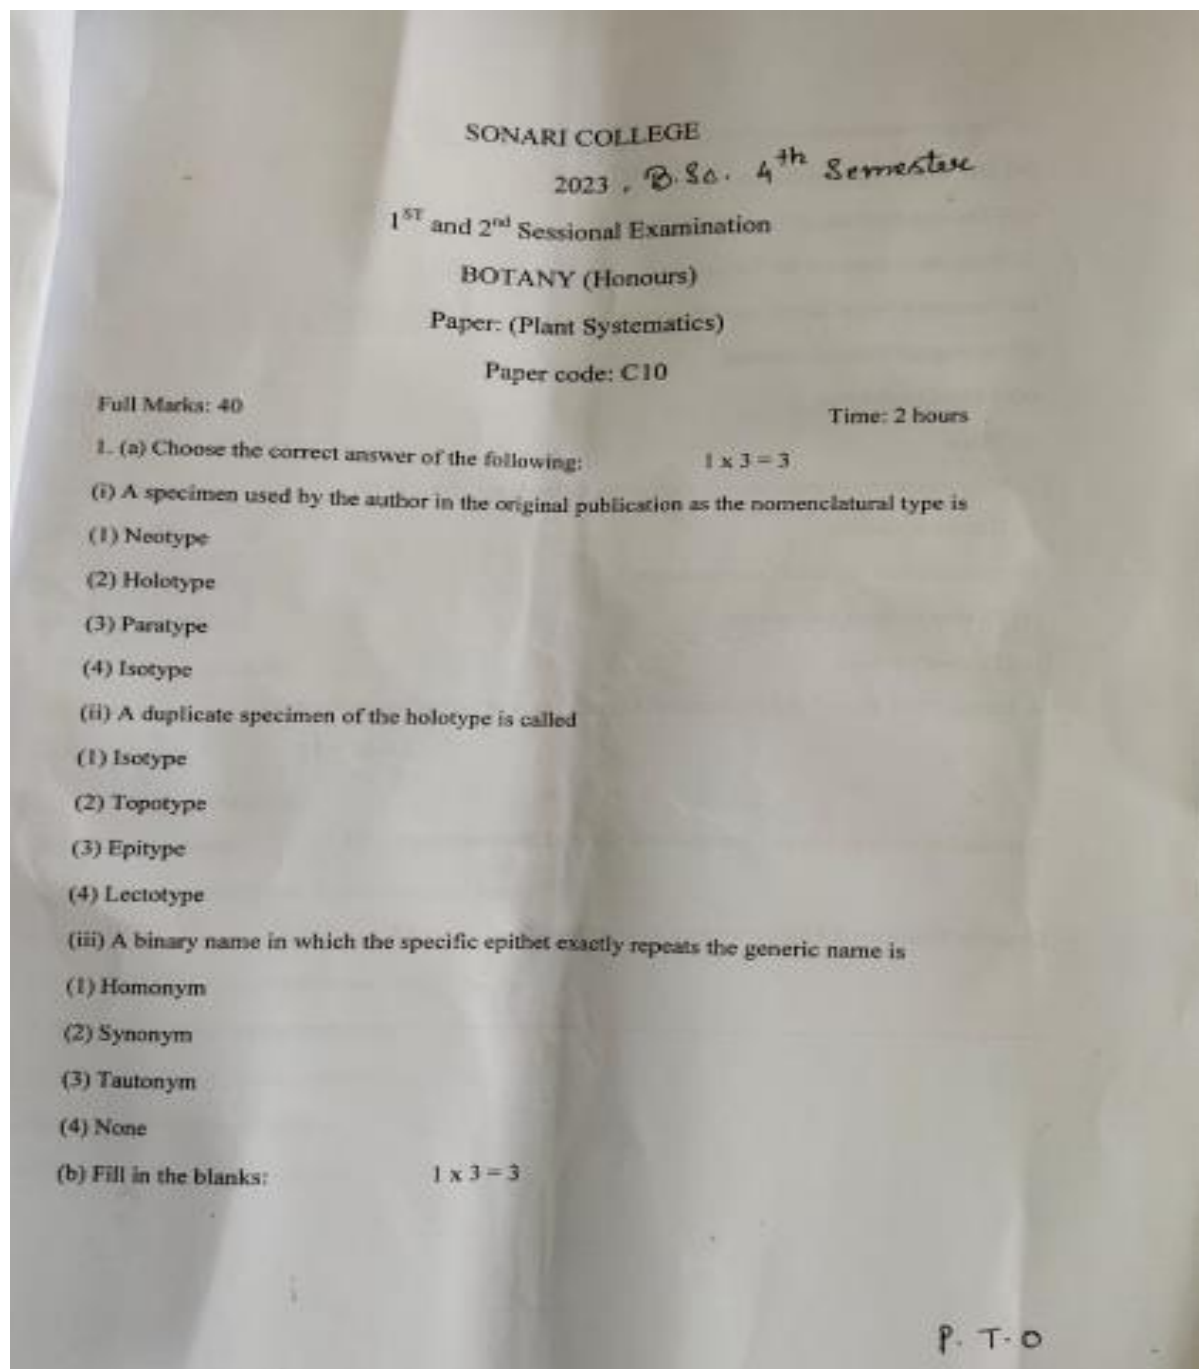 SONARI COLLEGE
2023, B.Sc. 4th Semester
1ST and 2nd Sessional Examination
BOTANY (Honours)
Paper: (Plant Systematics)
Paper code: C10
Full Marks: 40 Time: 2 hours
1. (a) Choose the correct answer of the following: 1 x 3 = 3
(i) A specimen used by the author in the original publication as the nomenclatural type is
(1) Neotype
(2) Holotype
(3) Paratype
(4) Isotype
(ii) A duplicate specimen of the holotype is called
(1) Isotype
(2) Topotype
(3) Epitype
(4) Lectotype
(iii) A binary name in which the specific epithet exactly repeats the generic name is
(1) Homonym
(2) Synonym
(3) Tautonym
(4) None
(b) Fill in the blanks: 1 x 3 = 3
P. T. O